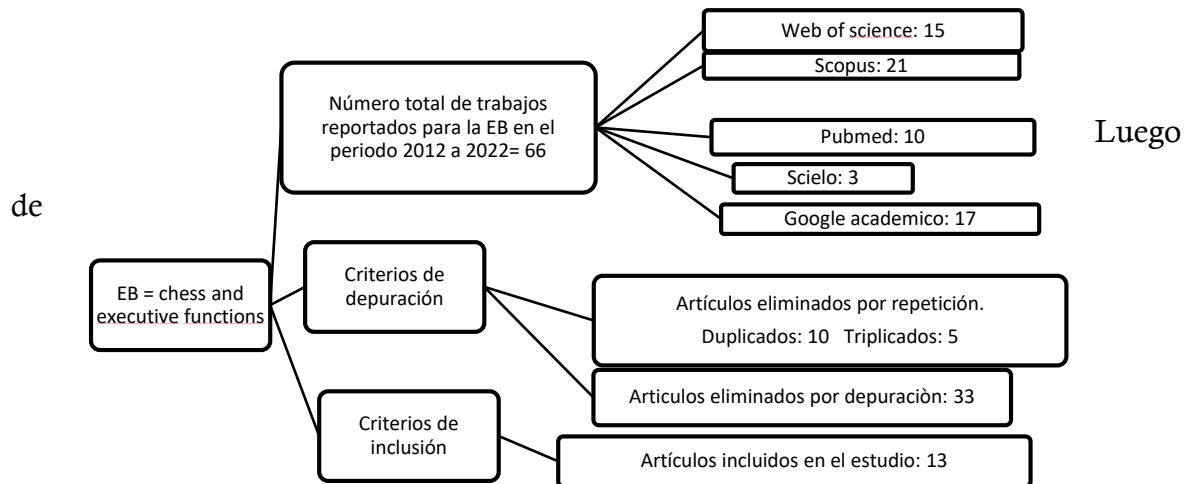 Web of science: 15
Scopus: 21
Número total de trabajos
reportados para la EB en el
periodo 2012 a 2022= 66
Pubmed: 10
Luego
Scielo: 3
de
Google academico: 17
Criterios de
depuración
EB = chess and
executive functions
Artículos eliminados por repetición.
Duplicados: 10 Triplicados: 5
Articulos eliminados por depuraciòn: 33
Criterios de
inclusión
Artículos incluidos en el estudio: 13